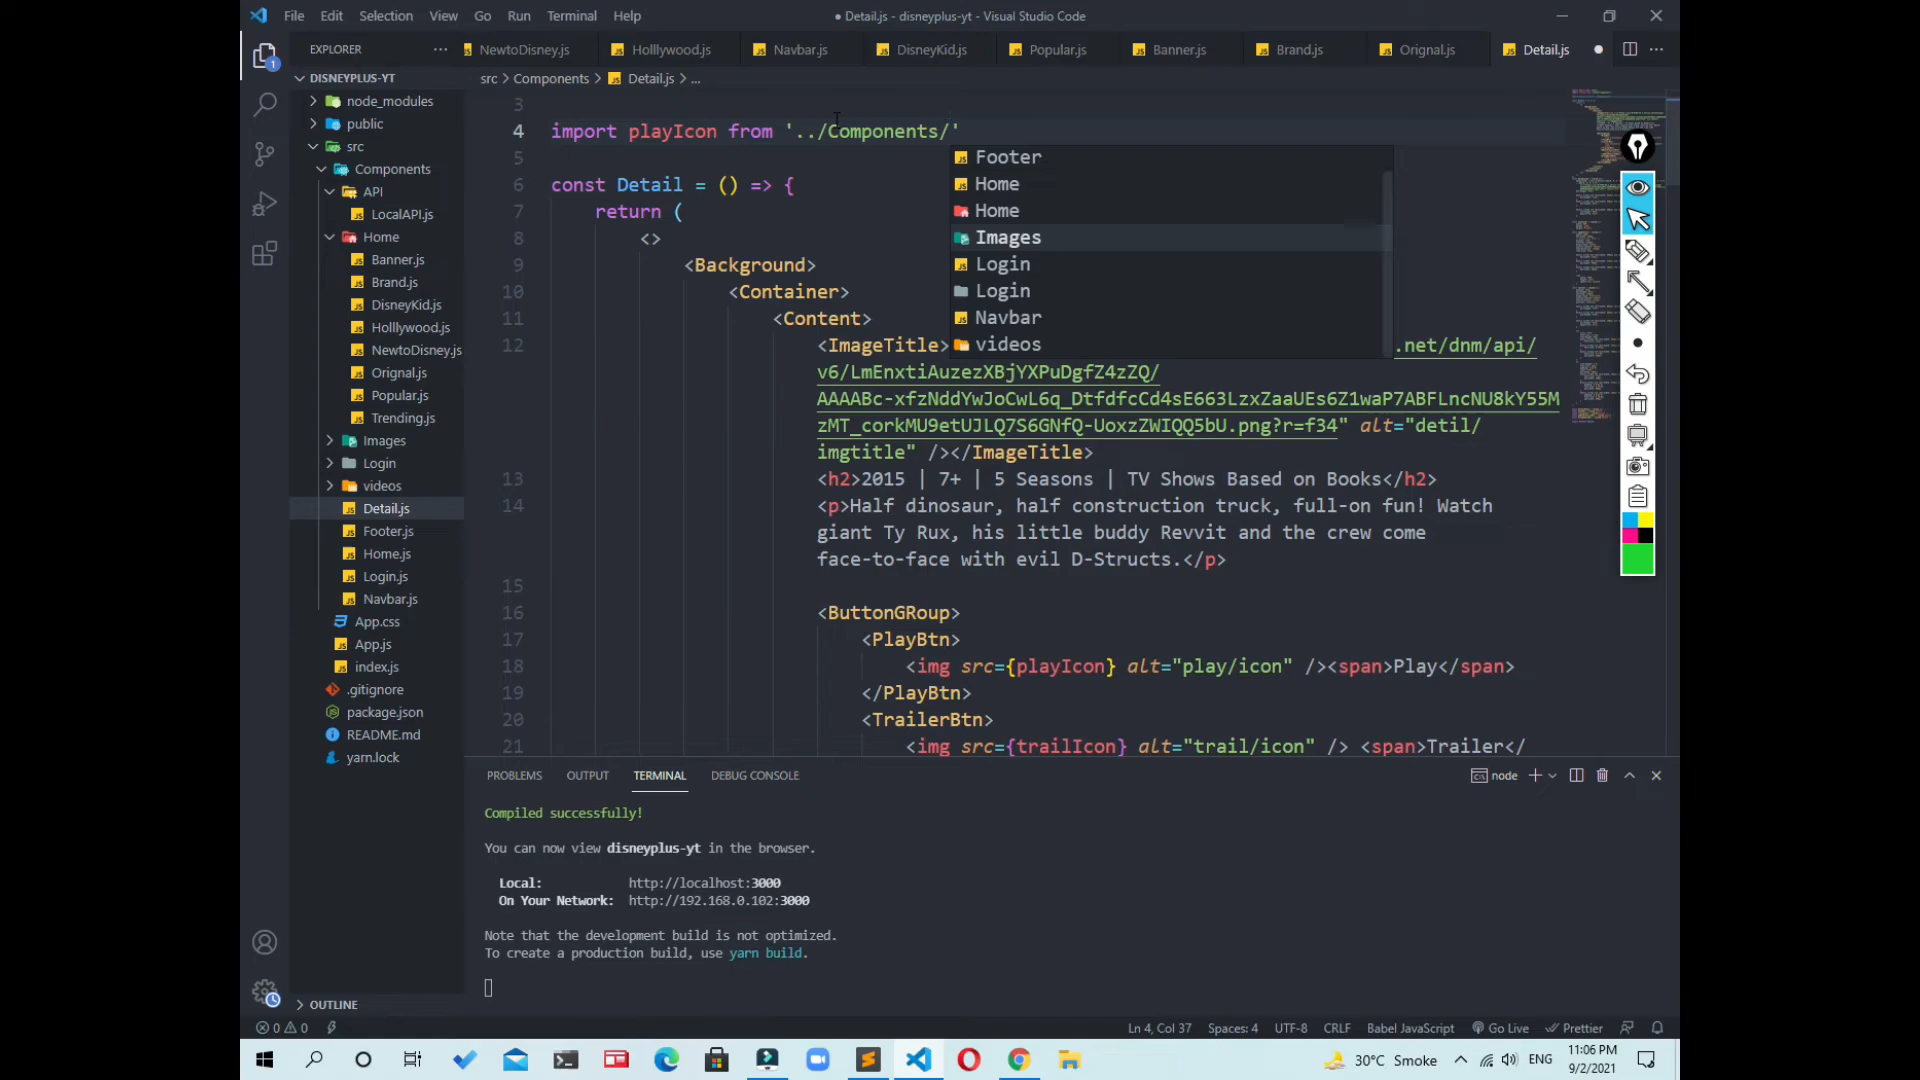 File Edit Selection View Go Run Terminal Help
● Detail.js - disneyplus-yt - Visual Studio Code
EXPLORER
NewtoDisney.js Holllywood.js Navbar.js DisneyKid.js Popular.js Banner.js Brand.js Orignal.js Detail.js
DISNEYPLUS-YT
src > Components > Detail.js > ...
node_modules
public
src
Components
API
LocalAPI.js
Home
Banner.js
Brand.js
DisneyKid.js
Holllywood.js
NewtoDisney.js
Orignal.js
Popular.js
Trending.js
Images
Login
videos
Detail.js
Footer.js
Home.js
Login.js
Navbar.js
App.css
App.js
index.js
.gitignore
package.json
README.md
yarn.lock
OUTLINE
3
4 import playIcon from '../Components/'
5
6 const Detail = () => {
7 return (
8 <>
9 <Background>
10 <Container>
11 <Content>
12 <ImageTitle> .net/dnm/api/
v6/LmEnxtiAuzezXBjYXPuDgfZ4zZQ/
AAAABc-xfzNddYwJoCwL6q_DtfdfcCd4sE663LzxZaaUEs6Z1waP7ABFLncNU8kY55M
zMT_corkMU9etUJLQ7S6GNfQ-UoxzZWIQQ5bU.png?r=f34" alt="detil/
imgtitle" /></ImageTitle>
13 <h2>2015 | 7+ | 5 Seasons | TV Shows Based on Books</h2>
14 <p>Half dinosaur, half construction truck, full-on fun! Watch
giant Ty Rux, his little buddy Revvit and the crew come
face-to-face with evil D-Structs.</p>
15
16 <ButtonGRoup>
17 <PlayBtn>
18 <img src={playIcon} alt="play/icon" /><span>Play</span>
19 </PlayBtn>
20 <TrailerBtn>
21 <img src={trailIcon} alt="trail/icon" /> <span>Trailer</
Footer
Home
Home
Images
Login
Login
Navbar
videos
PROBLEMS OUTPUT TERMINAL DEBUG CONSOLE
node
Compiled successfully!
You can now view disneyplus-yt in the browser.
Local: http://localhost:3000
On Your Network: http://192.168.0.102:3000
Note that the development build is not optimized.
To create a production build, use yarn build.
0 0
Ln 4, Col 37 Spaces: 4 UTF-8 CRLF Babel JavaScript Go Live Prettier
30°C Smoke ENG
11:06 PM
9/2/2021